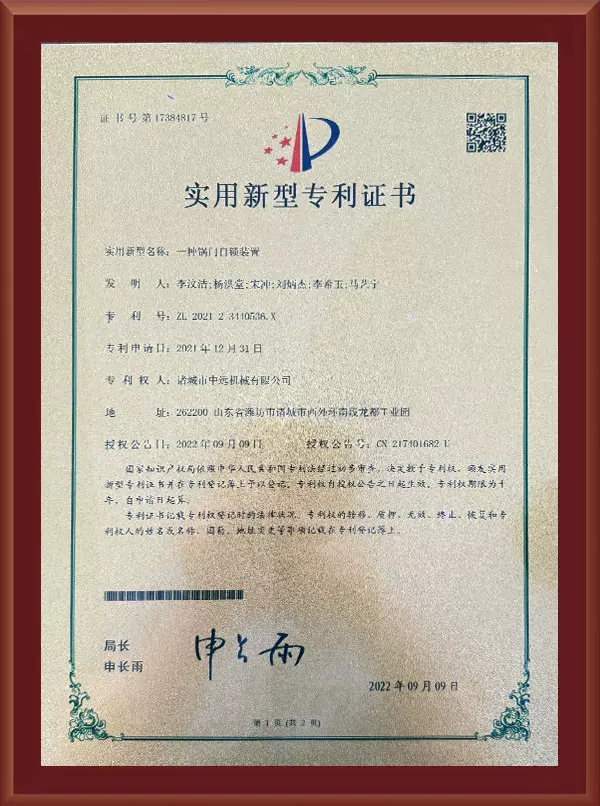 证书号第17384817号
实用新型专利证书
实用新型名称：一种锅门自锁装置
发 明 人：李汶洁;杨洪堂;宋冲;刘炳杰;李希玉;马艺宁
专 利 号：ZL 2021 2 3440536.X
专利申请日：2021年12月31日
专 利 权 人：诸城市中远机械有限公司
地 址：262200 山东省潍坊市诸城市西外环南段龙都工业园
授权公告日：2022年09月09日 授权公告号：CN 217401682 U
国家知识产权局依照中华人民共和国专利法经过初步审查，决定授予专利权，颁发实用
新型专利证书并在专利登记簿上予以登记。专利权自授权公告之日起生效。专利权期限为十
年，自申请日起算。
专利证书记载专利权登记时的法律状况。专利权的转移、质押、无效、终止、恢复和专
利权人的姓名或名称、国籍、地址变更等事项记载在专利登记簿上。
局长
申长雨
申长雨
2022年09月09日
第 1 页 (共 2 页)